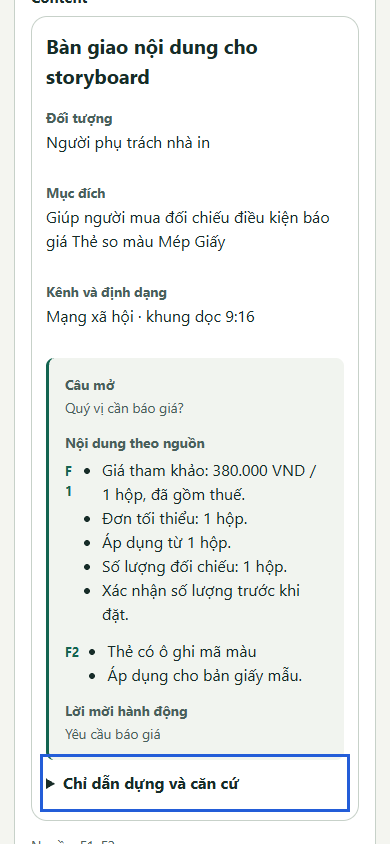 Content
Bàn giao nội dung cho
storyboard
Đối tượng
Người phụ trách nhà in
Mục đích
Giúp người mua đối chiếu điều kiện báo
giá Thẻ so màu Mép Giấy
Kênh và định dạng
Mạng xã hội · khung dọc 9:16
Câu mở
Quý vị cần báo giá?
Nội dung theo nguồn
F1
• Giá tham khảo: 380.000 VND /
1 hộp, đã gồm thuế.
• Đơn tối thiểu: 1 hộp.
• Áp dụng từ 1 hộp.
• Số lượng đối chiếu: 1 hộp.
• Xác nhận số lượng trước khi
đặt.
F2 • Thẻ có ô ghi mã màu
• Áp dụng cho bản giấy mẫu.
Lời mời hành động
Yêu cầu báo giá
▶ Chỉ dẫn dựng và căn cứ